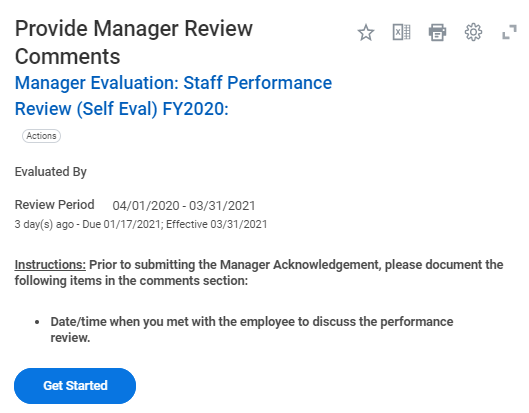 Provide Manager Review
Comments
Manager Evaluation: Staff Performance
Review (Self Eval) FY2020:
Actions
Evaluated By
Review Period 04/01/2020 - 03/31/2021
3 day(s) ago - Due 01/17/2021; Effective 03/31/2021
Instructions: Prior to submitting the Manager Acknowledgement, please document the
following items in the comments section:
• Date/time when you met with the employee to discuss the performance
review.
Get Started